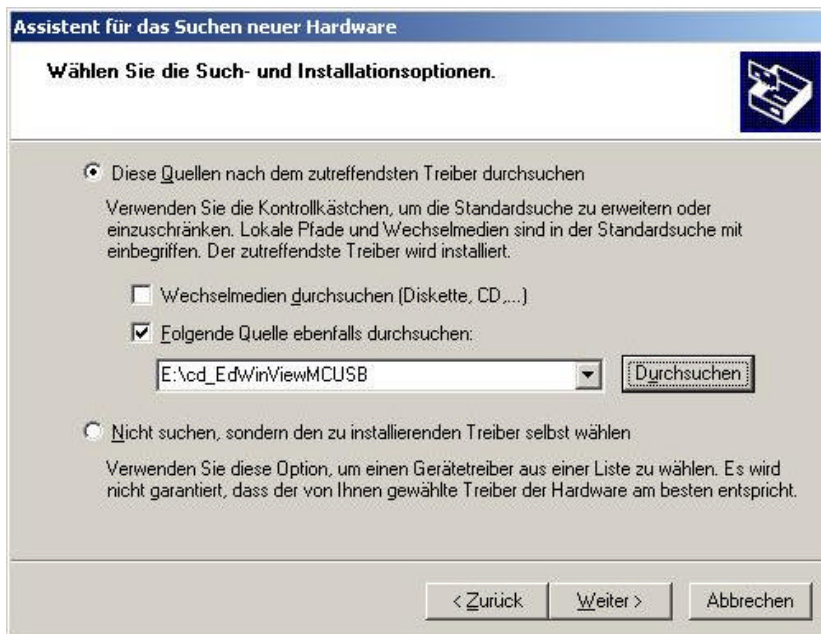 Assistent für das Suchen neuer Hardware
Wählen Sie die Such- und Installationsoptionen.
Diese Quellen nach dem zutreffendsten Treiber durchsuchen
Verwenden Sie die Kontrollkästchen, um die Standardsuche zu erweitern oder
einzuschränken. Lokale Pfade und Wechselmedien sind in der Standardsuche mit
einbegriffen. Der zutreffendste Treiber wird installiert.
Wechselmedien durchsuchen (Diskette, CD,...)
Folgende Quelle ebenfalls durchsuchen:
E:\cd_EdWinViewMCUSB
Durchsuchen
Nicht suchen, sondern den zu installierenden Treiber selbst wählen
Verwenden Sie diese Option, um einen Gerätetreiber aus einer Liste zu wählen. Es wird
nicht garantiert, dass der von Ihnen gewählte Treiber der Hardware am besten entspricht.
< Zurück Weiter > Abbrechen